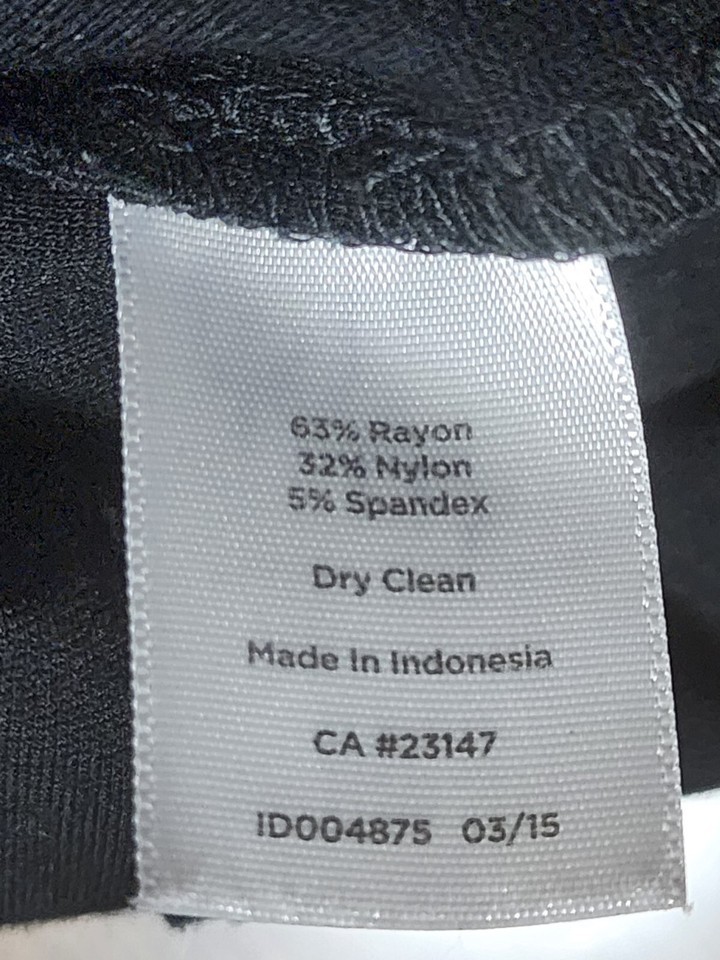 63% Rayon
32% Nylon
5% Spandex
Dry Clean
Made In Indonesia
CA #23147
ID004875 03/15